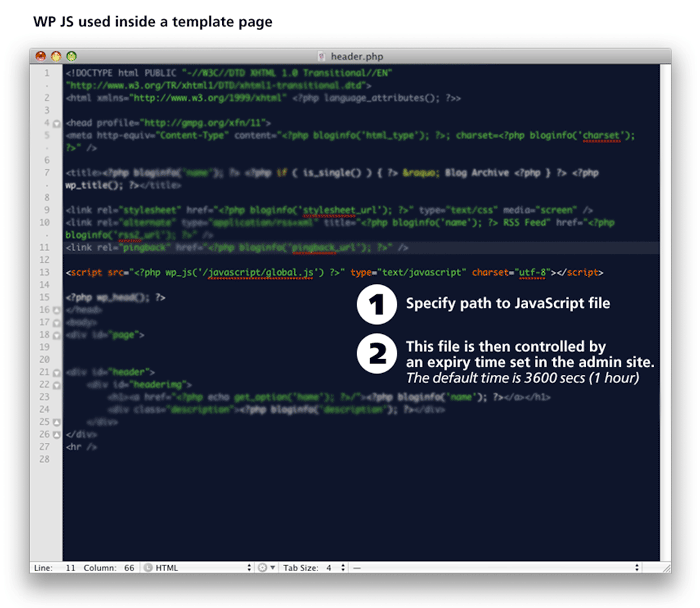 WP JS used inside a template page
header.php
1 <!DOCTYPE html PUBLIC "-//W3C//DTD XHTML 1.0 Transitional//EN"
"http://www.w3.org/TR/xhtml1/DTD/xhtml1-transitional.dtd">
2 <html xmlns="http://www.w3.org/1999/xhtml" <?php language_attributes(); ?>>
3
4 <head profile="http://gmpg.org/xfn/11">
5 <meta http-equiv="Content-Type" content="<?php bloginfo('html_type'); ?>; charset=<?php bloginfo('charset');
?>" />
6
7 <title><?php bloginfo('name'); ?> <?php if ( is_single() ) { ?> &raquo; Blog Archive <?php } ?> <?php
wp_title(); ?></title>
8
9 <link rel="stylesheet" href="<?php bloginfo('stylesheet_url'); ?>" type="text/css" media="screen" />
10 <link rel="alternate" type="application/rss+xml" title="<?php bloginfo('name'); ?> RSS Feed" href="<?php
bloginfo('rss2_url'); ?>" />
11 <link rel="pingback" href="<?php bloginfo('pingback_url'); ?>" />
12
13 <script src="<?php wp_js('/javascript/global.js') ?>" type="text/javascript" charset="utf-8"></script>
14
15 <?php wp_head(); ?>
16 </head>
17 <body>
18 <div id="page">
19
20
21 <div id="header">
22 <div id="headerimg">
23 <h1><a href="<?php echo get_option('home'); ?>/"><?php bloginfo('name'); ?></a></h1>
24 <div class="description"><?php bloginfo('description'); ?></div>
25 </div>
26 </div>
27 <hr />
28
1 Specify path to JavaScript file
2 This file is then controlled by
an expiry time set in the admin site.
The default time is 3600 secs (1 hour)
Line: 11 Column: 66 HTML Tab Size: 4 —